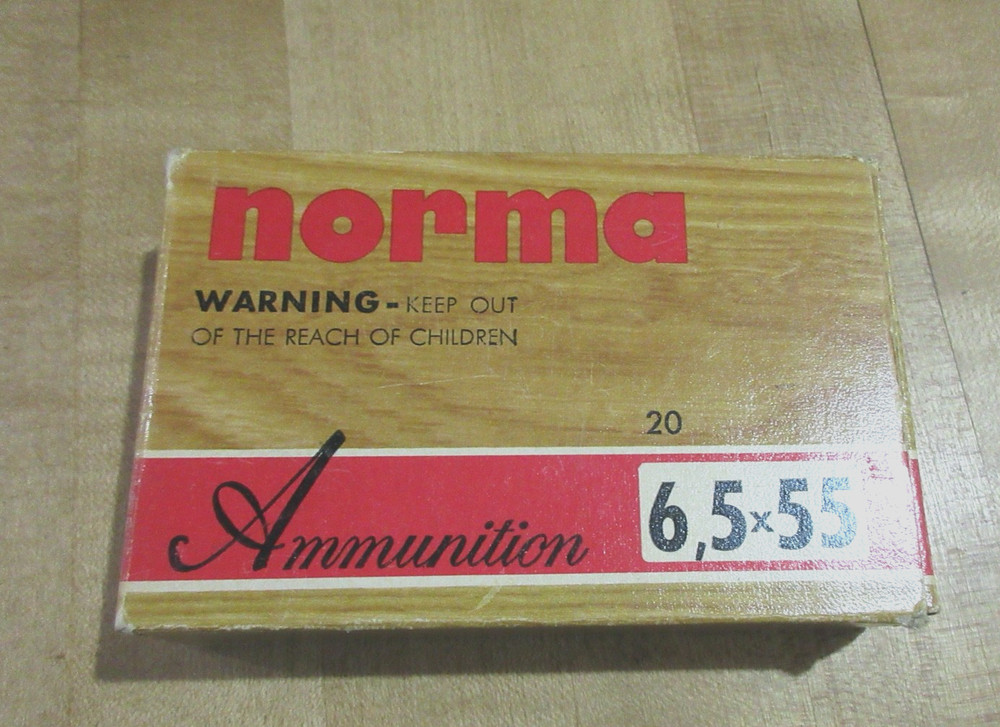 norma
WARNING - KEEP OUT
OF THE REACH OF CHILDREN
20
Ammunition
6,5x55